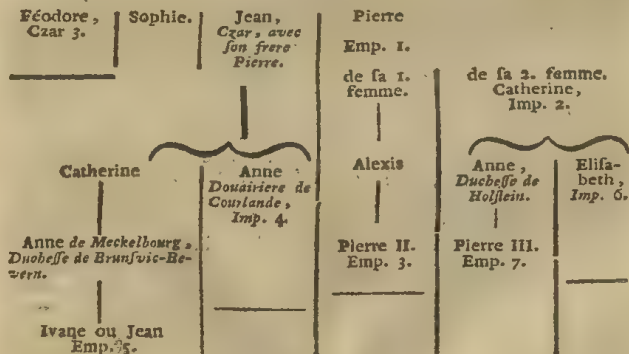 Féodore,
Czar 3.
Sophie.
Jean,
Czar, avec
ſon frere
Pierre.
Pierre
Emp. 1.
de ſa 1.
femme.
de ſa 2. femme.
Catherine,
Imp. 2.
Catherine
Anne
Douairiere de
Courlande,
Imp. 4.
Alexis
Anne,
Ducheſſe de
Holſtein.
Eliſa-
beth,
Imp. 6.
Anne de Meckelbourg,
Ducheſſe de Brunſvic-Be-
vern.
Pierre II.
Emp. 3.
Pierre III.
Emp. 7.
Ivane ou Jean
Emp. 5.